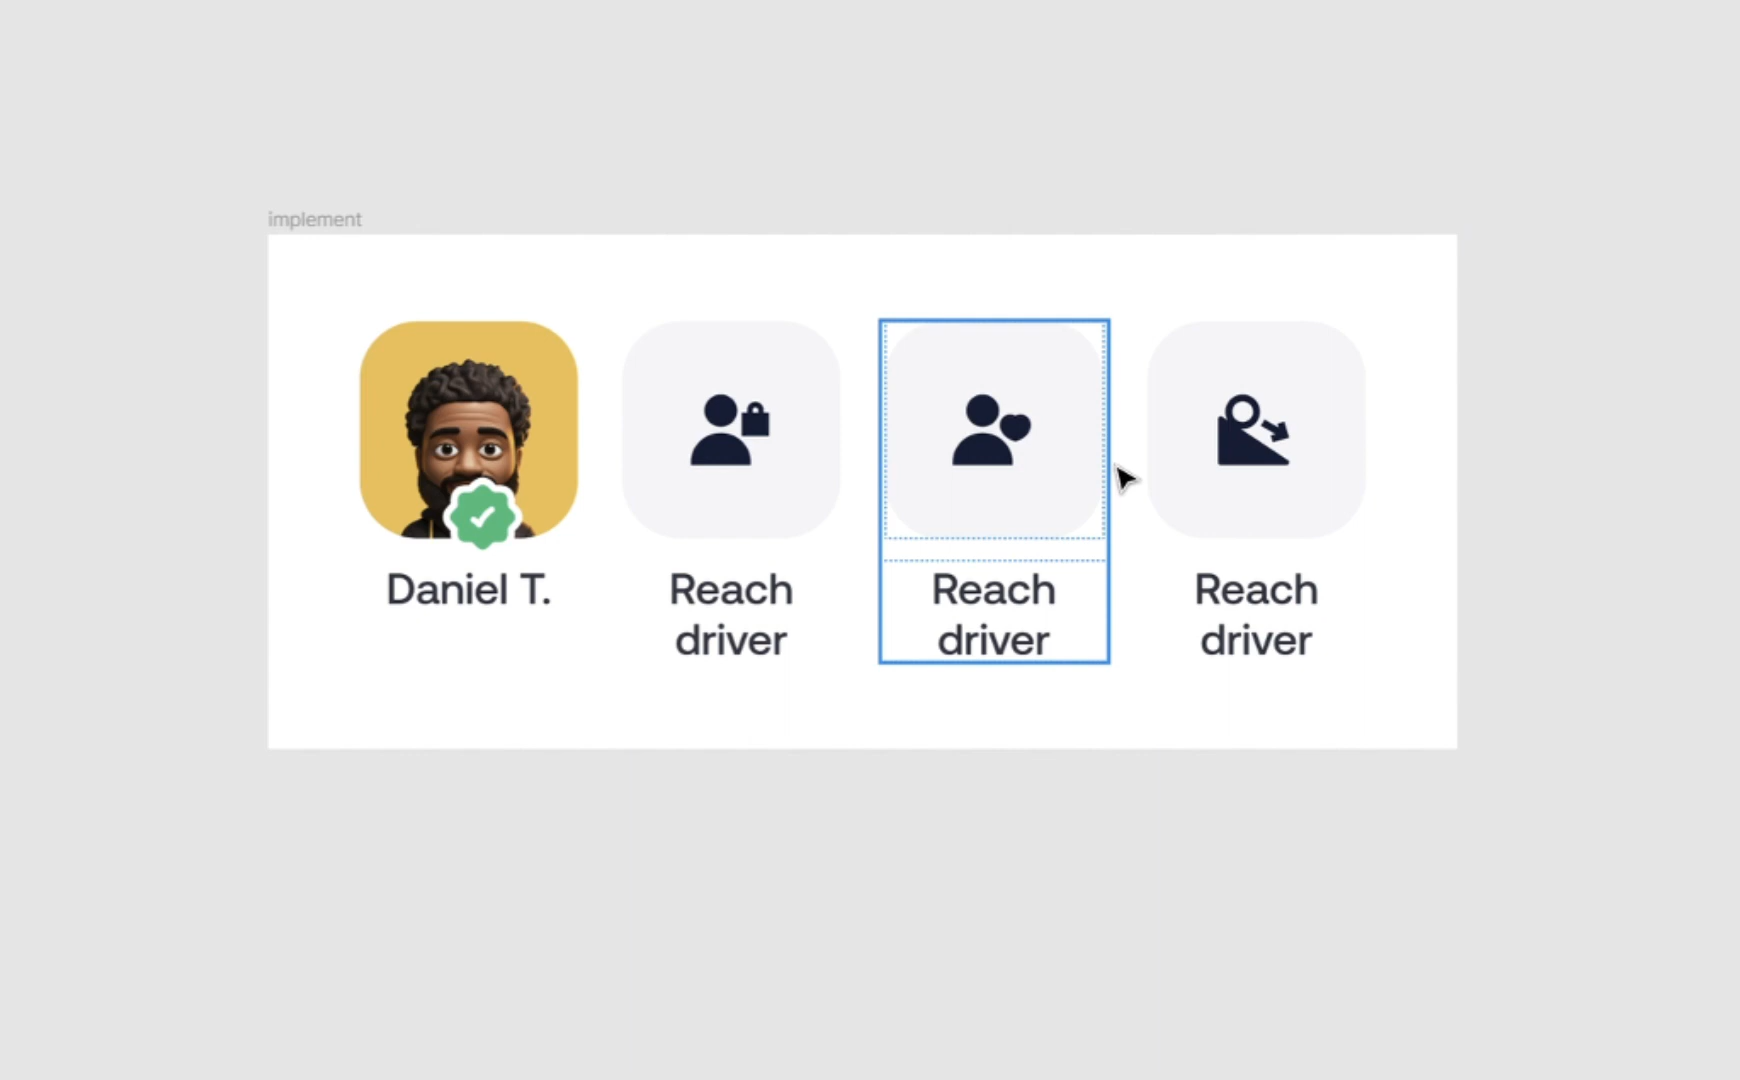 implement
Daniel T.
Reach
driver
Reach
driver
Reach
driver